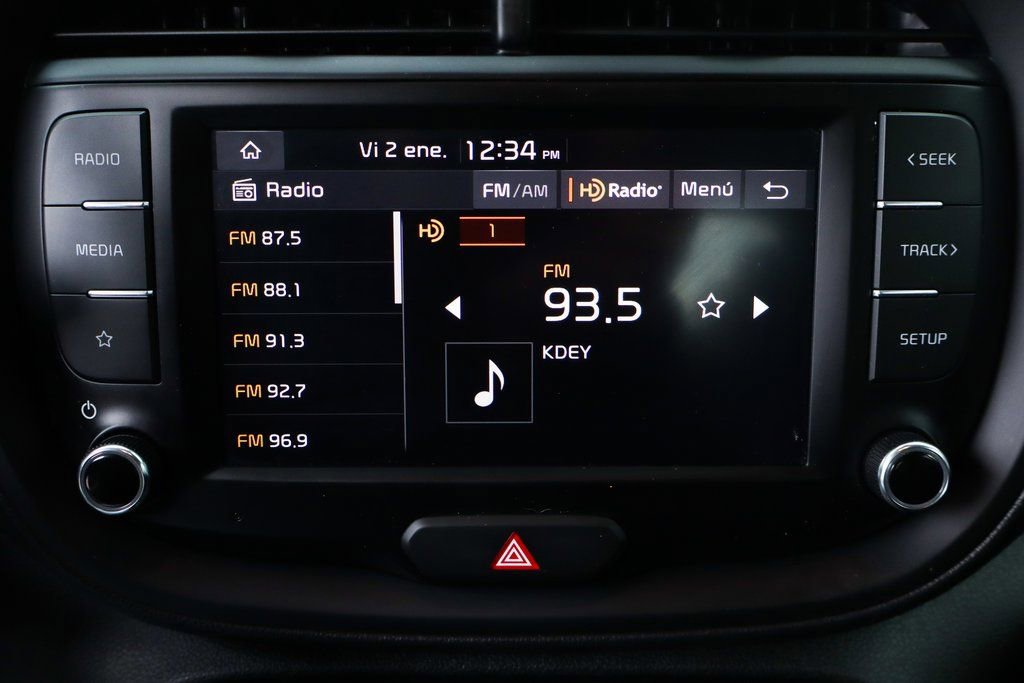 RADIO
MEDIA
Vi 2 ene. 12:34 PM
Radio
FM/AM
HD Radio
Menú
FM 87.5
FM 88.1
FM 91.3
FM 92.7
FM 96.9
HD 1
FM
93.5
KDEY
< SEEK
TRACK >
SETUP